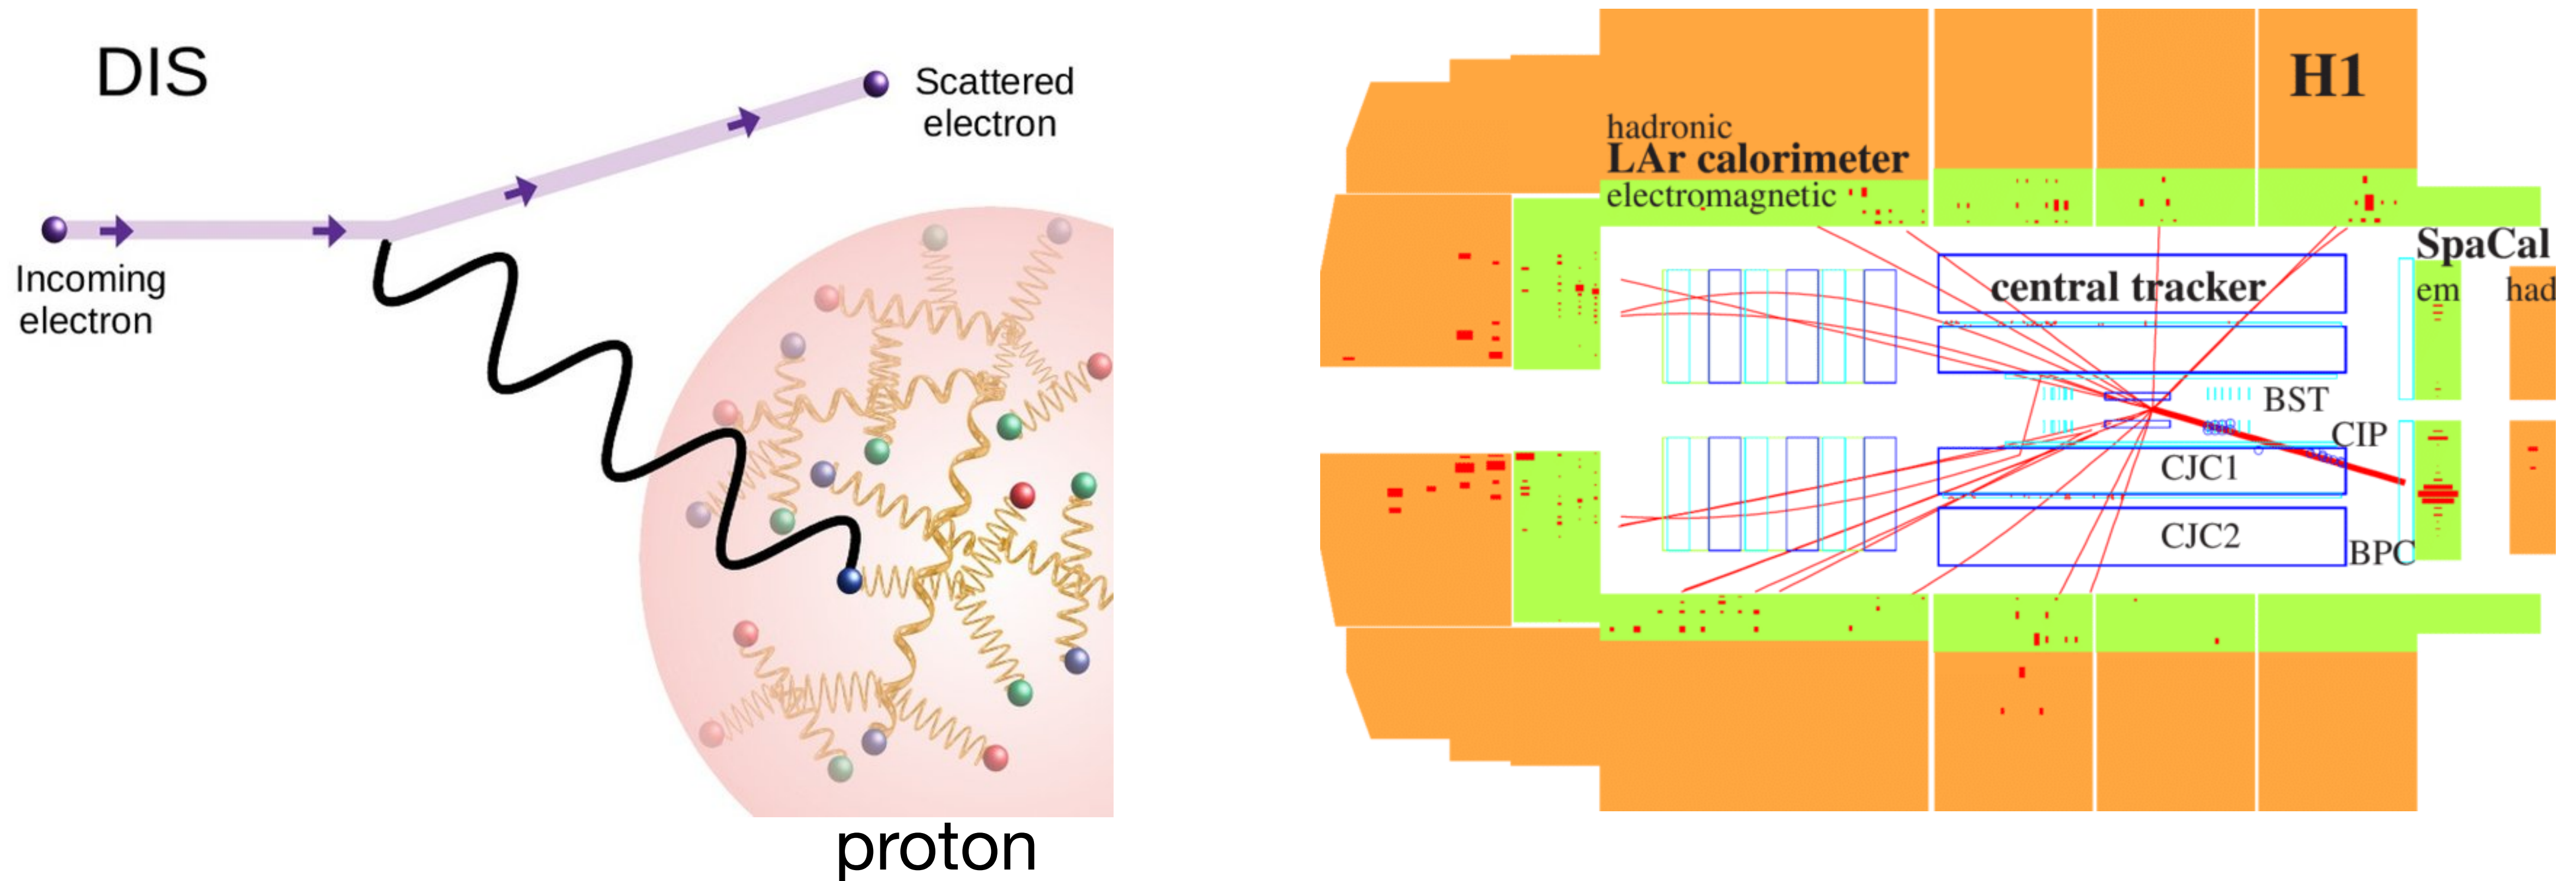 DIS
Scattered
electron
Incoming
electron
proton
H1
hadronic
LAr calorimeter
electromagnetic
SpaCal
em had
central tracker
BST
CIP
CJC1
CJC2
BPC